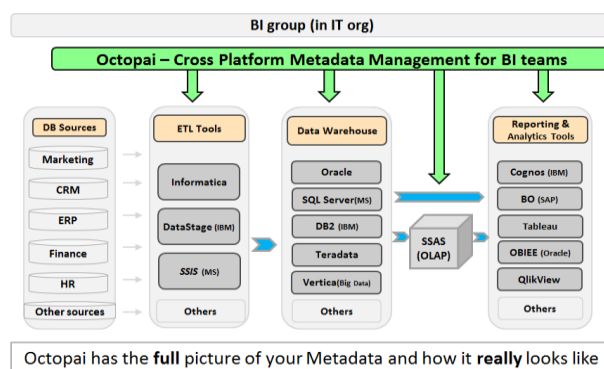 BI group (in IT org)
Octopai – Cross Platform Metadata Management for BI teams
DB Sources
Marketing
CRM
ERP
Finance
HR
Other sources
ETL Tools
Informatica
DataStage (IBM)
SSIS (MS)
Others
Data Warehouse
Oracle
SQL Server(MS)
DB2 (IBM)
Teradata
Vertica(Big Data)
Others
SSAS
(OLAP)
Reporting &
Analytics Tools
Cognos (IBM)
BO (SAP)
Tableau
OBIEE (Oracle)
QlikView
Others
Octopai has the full picture of your Metadata and how it really looks like